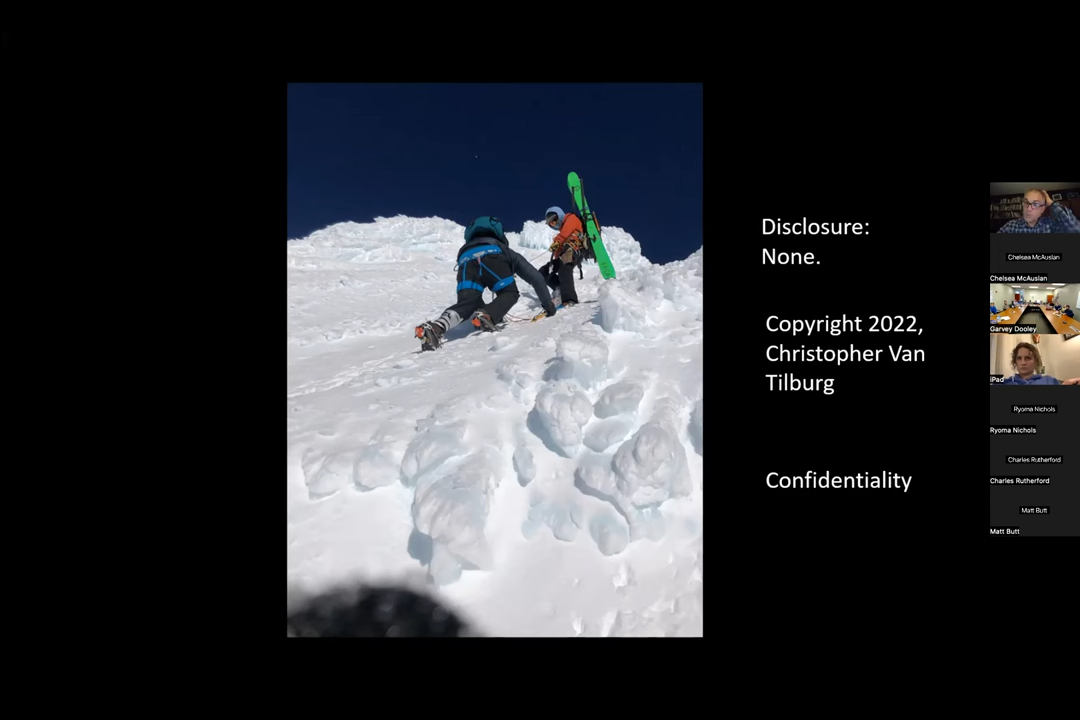 Disclosure:
None.
Copyright 2022,
Christopher Van
Tilburg
Confidentiality
Chelsea McAuslan
Chelsea McAuslan
Garvey Dooley
iPad
Ryoma Nichols
Ryoma Nichols
Charles Rutherford
Charles Rutherford
Matt Butt
Matt Butt